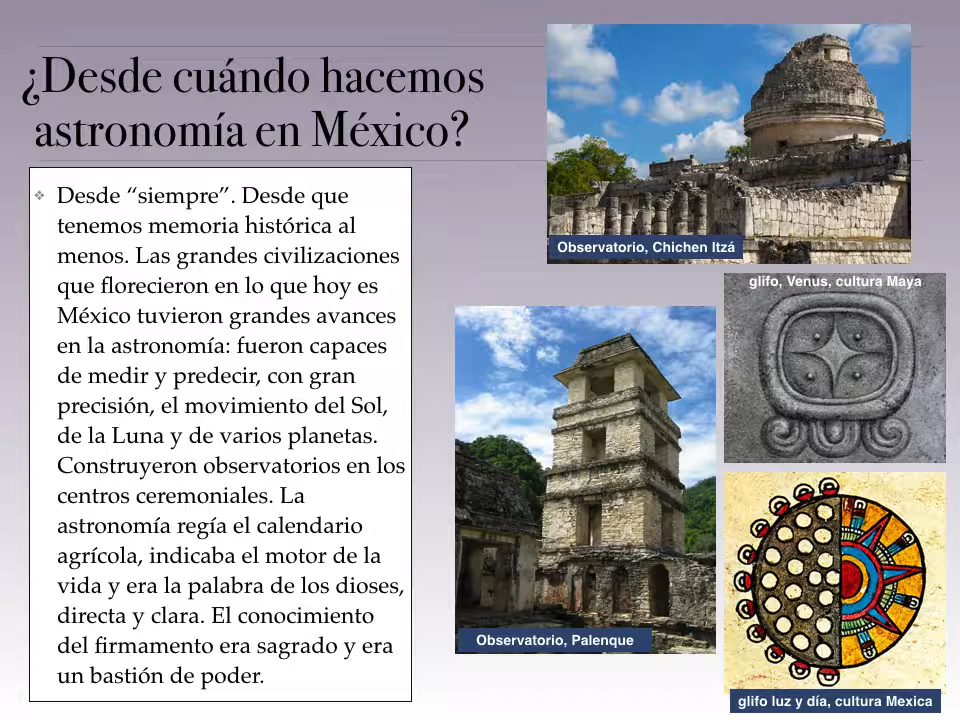 ¿Desde cuándo hacemos
astronomía en México?
Desde “siempre”. Desde que
tenemos memoria histórica al
menos. Las grandes civilizaciones
que florecieron en lo que hoy es
México tuvieron grandes avances
en la astronomía: fueron capaces
de medir y predecir, con gran
precisión, el movimiento del Sol,
de la Luna y de varios planetas.
Construyeron observatorios en los
centros ceremoniales. La
astronomía regía el calendario
agrícola, indicaba el motor de la
vida y era la palabra de los dioses,
directa y clara. El conocimiento
del firmamento era sagrado y era
un bastión de poder.
Observatorio, Chichen Itzá
glifo, Venus, cultura Maya
Observatorio, Palenque
glifo luz y día, cultura Mexica